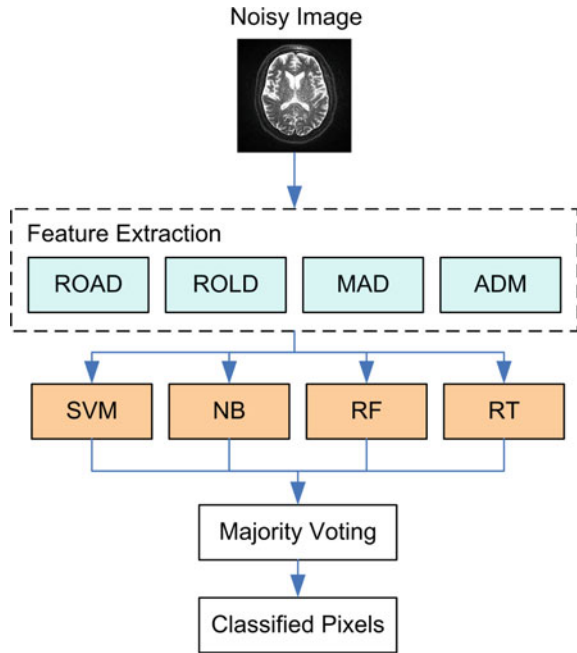 Noisy Image
Feature Extraction
ROAD ROLD MAD ADM
SVM NB RF RT
Majority Voting
Classified Pixels